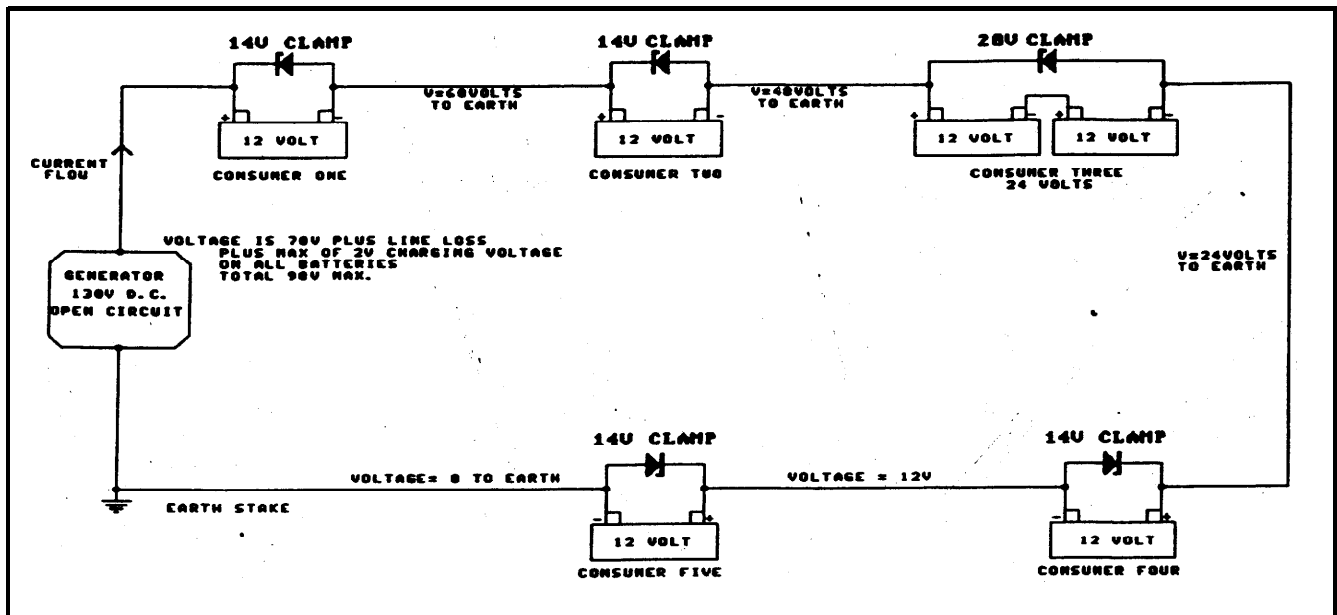 14V CLAMP
14V CLAMP
28V CLAMP
V=60VOLTS
TO EARTH
V=48VOLTS
TO EARTH
+ -
12 VOLT
CONSUMER ONE
+ -
12 VOLT
CONSUMER TWO
+ - + -
12 VOLT 12 VOLT
CONSUMER THREE
24 VOLTS
CURRENT
FLOW
VOLTAGE IS 70V PLUS LINE LOSS
PLUS MAX OF 2V CHARGING VOLTAGE
ON ALL BATTERIES
TOTAL 90V MAX.
V=24VOLTS
TO EARTH
GENERATOR
130V D.C.
OPEN CIRCUIT
14V CLAMP
14V CLAMP
VOLTAGE= 0 TO EARTH
VOLTAGE = 12V
EARTH STAKE
- +
12 VOLT
CONSUMER FIVE
- +
12 VOLT
CONSUMER FOUR